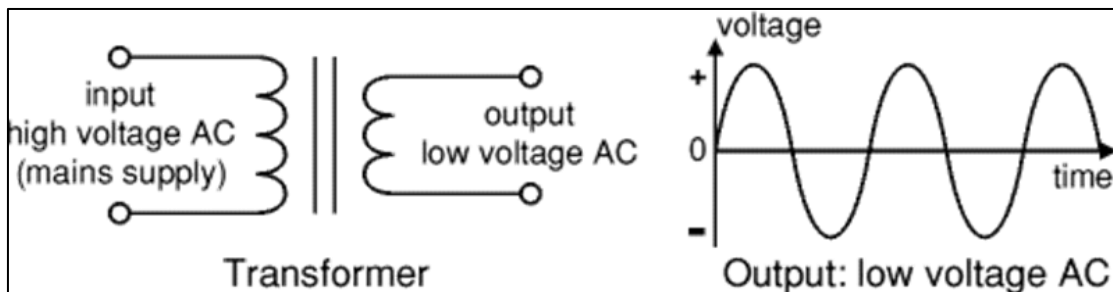 input
high voltage AC
(mains supply)
output
low voltage AC
Transformer
voltage
+
0
-
time
Output: low voltage AC